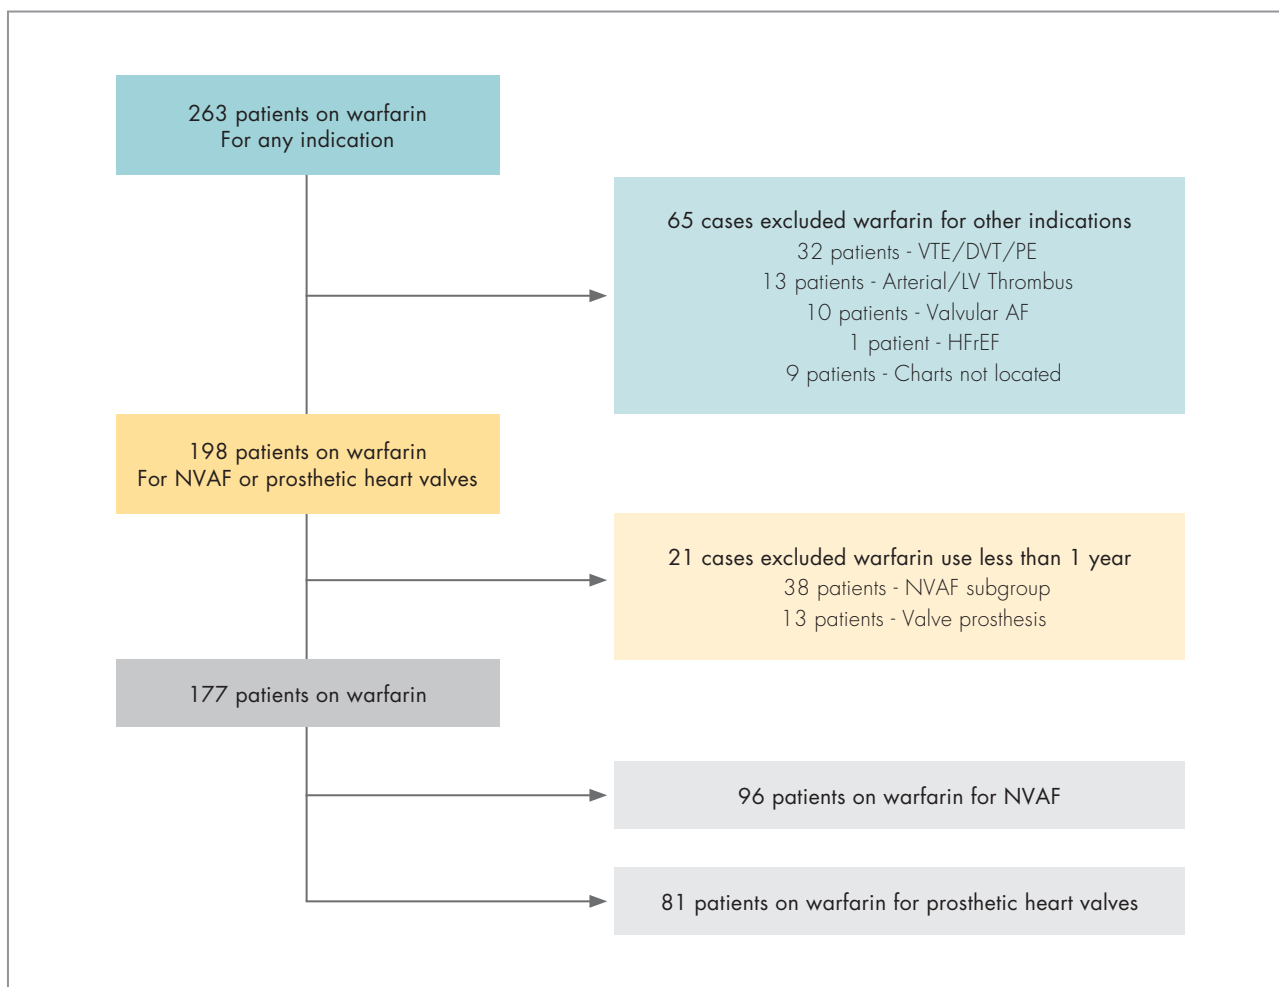 263 patients on warfarin
For any indication
65 cases excluded warfarin for other indications
32 patients - VTE/DVT/PE
13 patients - Arterial/LV Thrombus
10 patients - Valvular AF
1 patient - HFrEF
9 patients - Charts not located
198 patients on warfarin
For NVAF or prosthetic heart valves
21 cases excluded warfarin use less than 1 year
38 patients - NVAF subgroup
13 patients - Valve prosthesis
177 patients on warfarin
96 patients on warfarin for NVAF
81 patients on warfarin for prosthetic heart valves